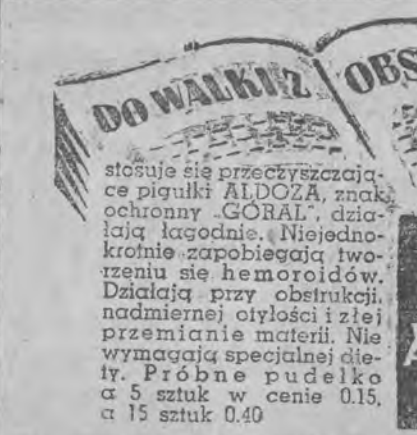 DO WALKI Z OBS
stosuje się przeczyszczają-
ce pigułki ALDOZA, znak
ochronny „GÓRAL", dzia-
łają łagodnie. Niejedno-
krotnie zapobiegają two-
rzeniu się hemoroidów.
Działają przy obstrukcji,
nadmiernej otyłości i złej
przemianie materii. Nie
wymagają specjalnej die-
ty. Próbne pudełko
a 5 sztuk w cenie 0.15,
a 15 sztuk 0.40
A